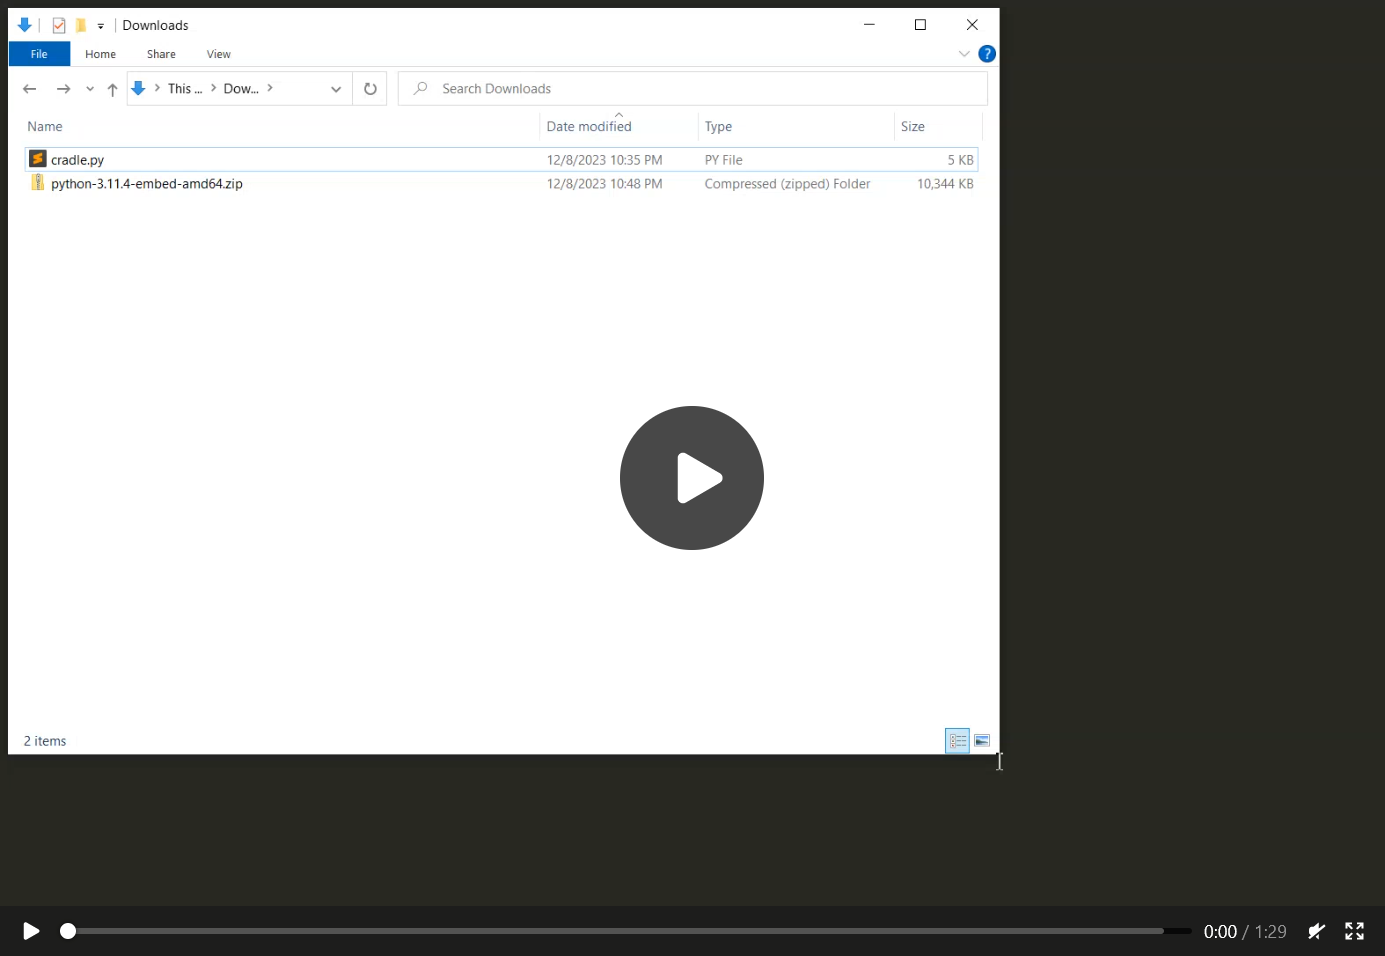 Downloads
File Home Share View ?
This ... Dow...
Search Downloads
Name Date modified Type Size
cradle.py 12/8/2023 10:35 PM PY File 5 KB
python-3.11.4-embed-amd64.zip 12/8/2023 10:48 PM Compressed (zipped) Folder 10,344 KB
2 items
0:00 / 1:29